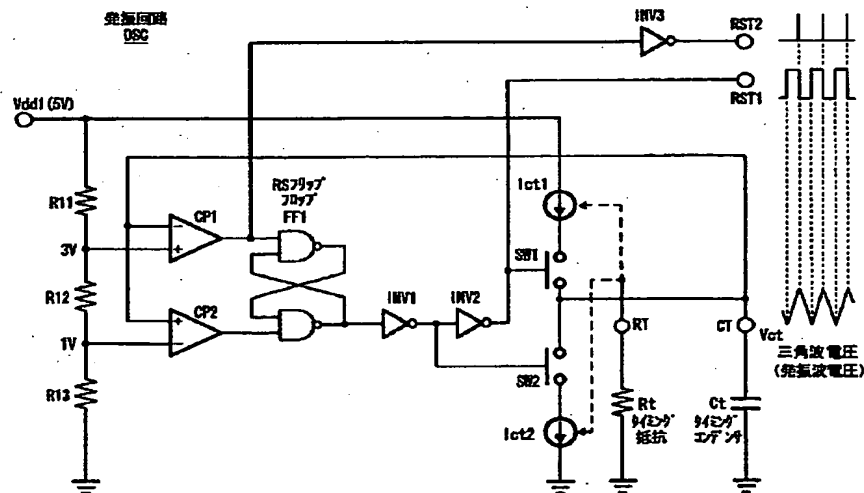 発振回路
OSC
INV3
RST2
RST1
Vdd1(5V)
R11
CP1
RSフリップ
フロップ
FF1
Ict1
SW1
3V
R12
CP2
INV1
INV2
1V
RT
CT
Vct
三角波電圧
(発振波電圧)
R13
SW2
Rt
タイミング
抵抗
Ct
タイミング
コンデンサ
Ict2